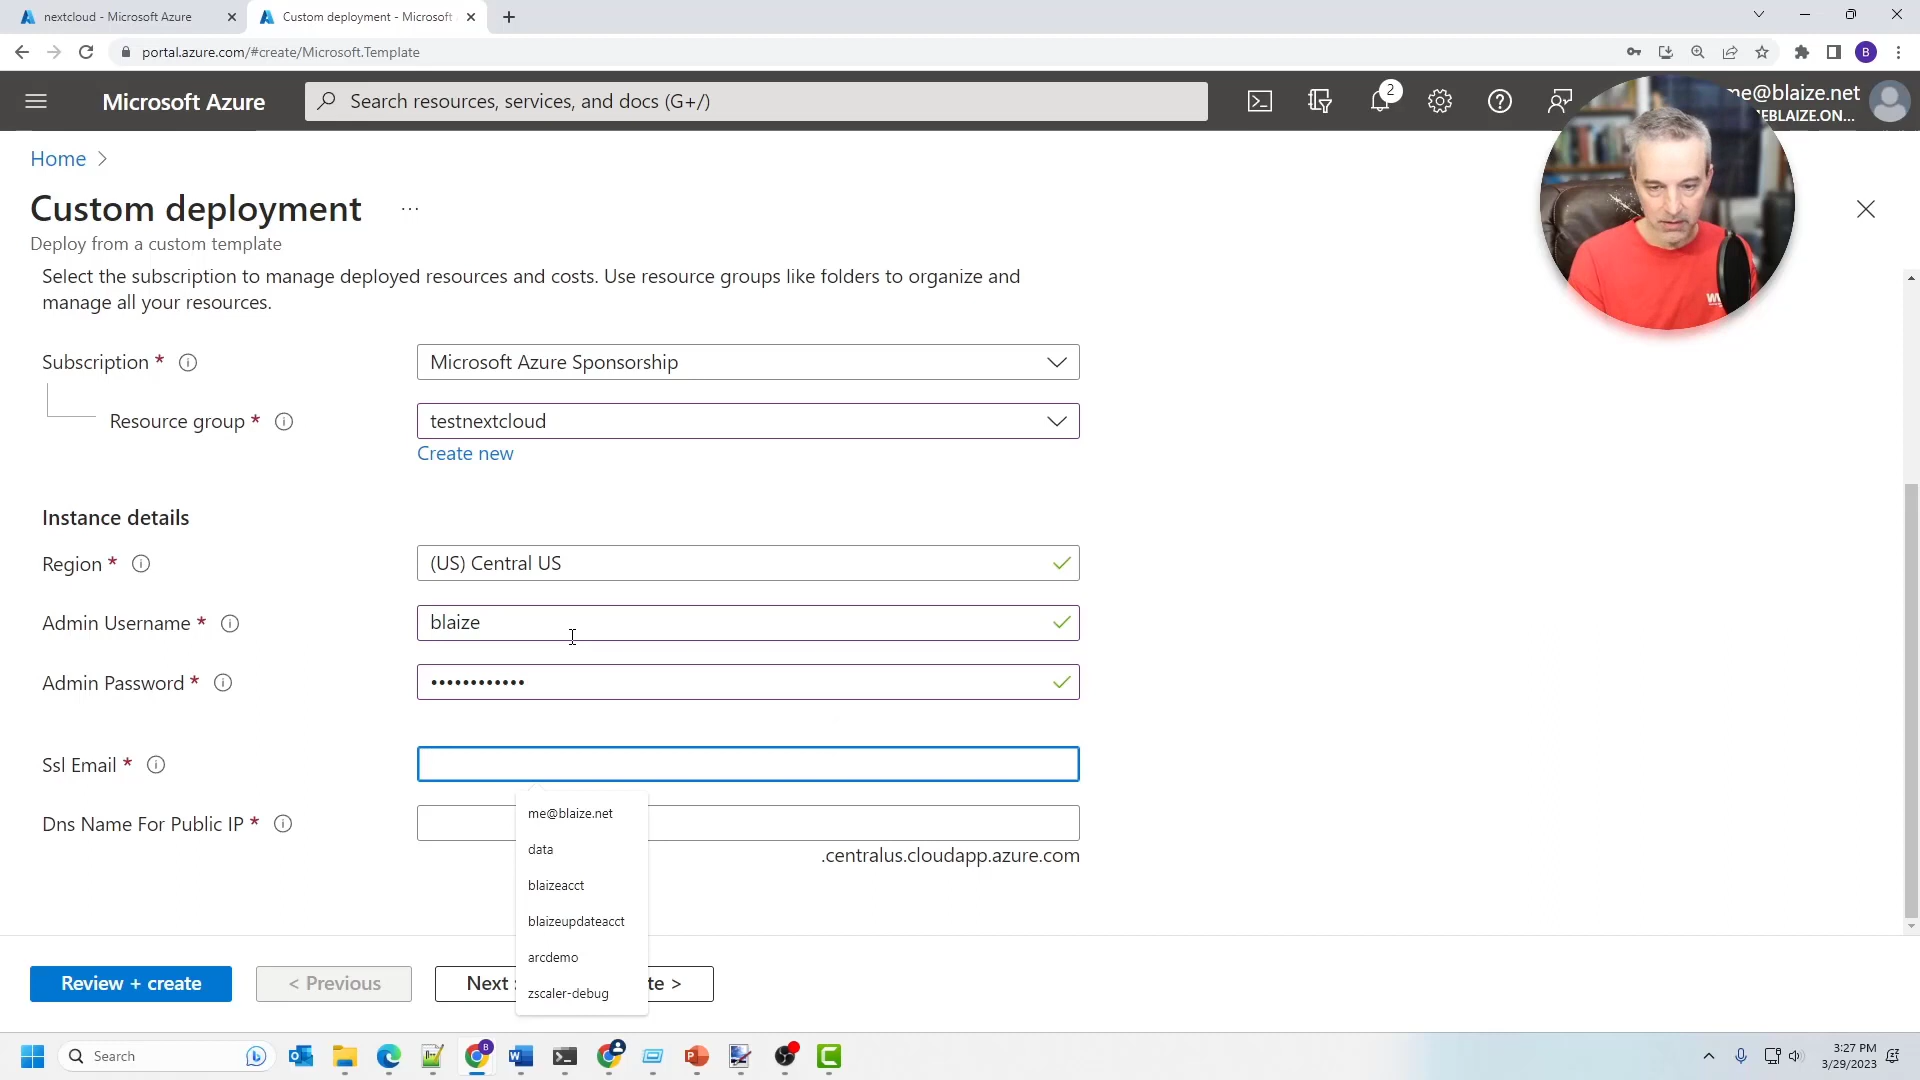 nextcloud - Microsoft Azure
Custom deployment - Microsoft
portal.azure.com/#create/Microsoft.Template
B
Microsoft Azure
Search resources, services, and docs (G+/)
2
me@blaize.net
EBLAIZE.ON...
Home
Custom deployment ...
Deploy from a custom template
Select the subscription to manage deployed resources and costs. Use resource groups like folders to organize and
manage all your resources.
Subscription *
Microsoft Azure Sponsorship
Resource group *
testnextcloud
Create new
Instance details
Region *
(US) Central US
Admin Username *
blaize
Admin Password *
••••••••••••
Ssl Email *
me@blaize.net
Dns Name For Public IP *
data
.centralus.cloudapp.azure.com
blaizeacct
blaizeupdateacct
arcdemo
zscaler-debug
Review + create
< Previous
Next :
te >
Search
3:27 PM
3/29/2023